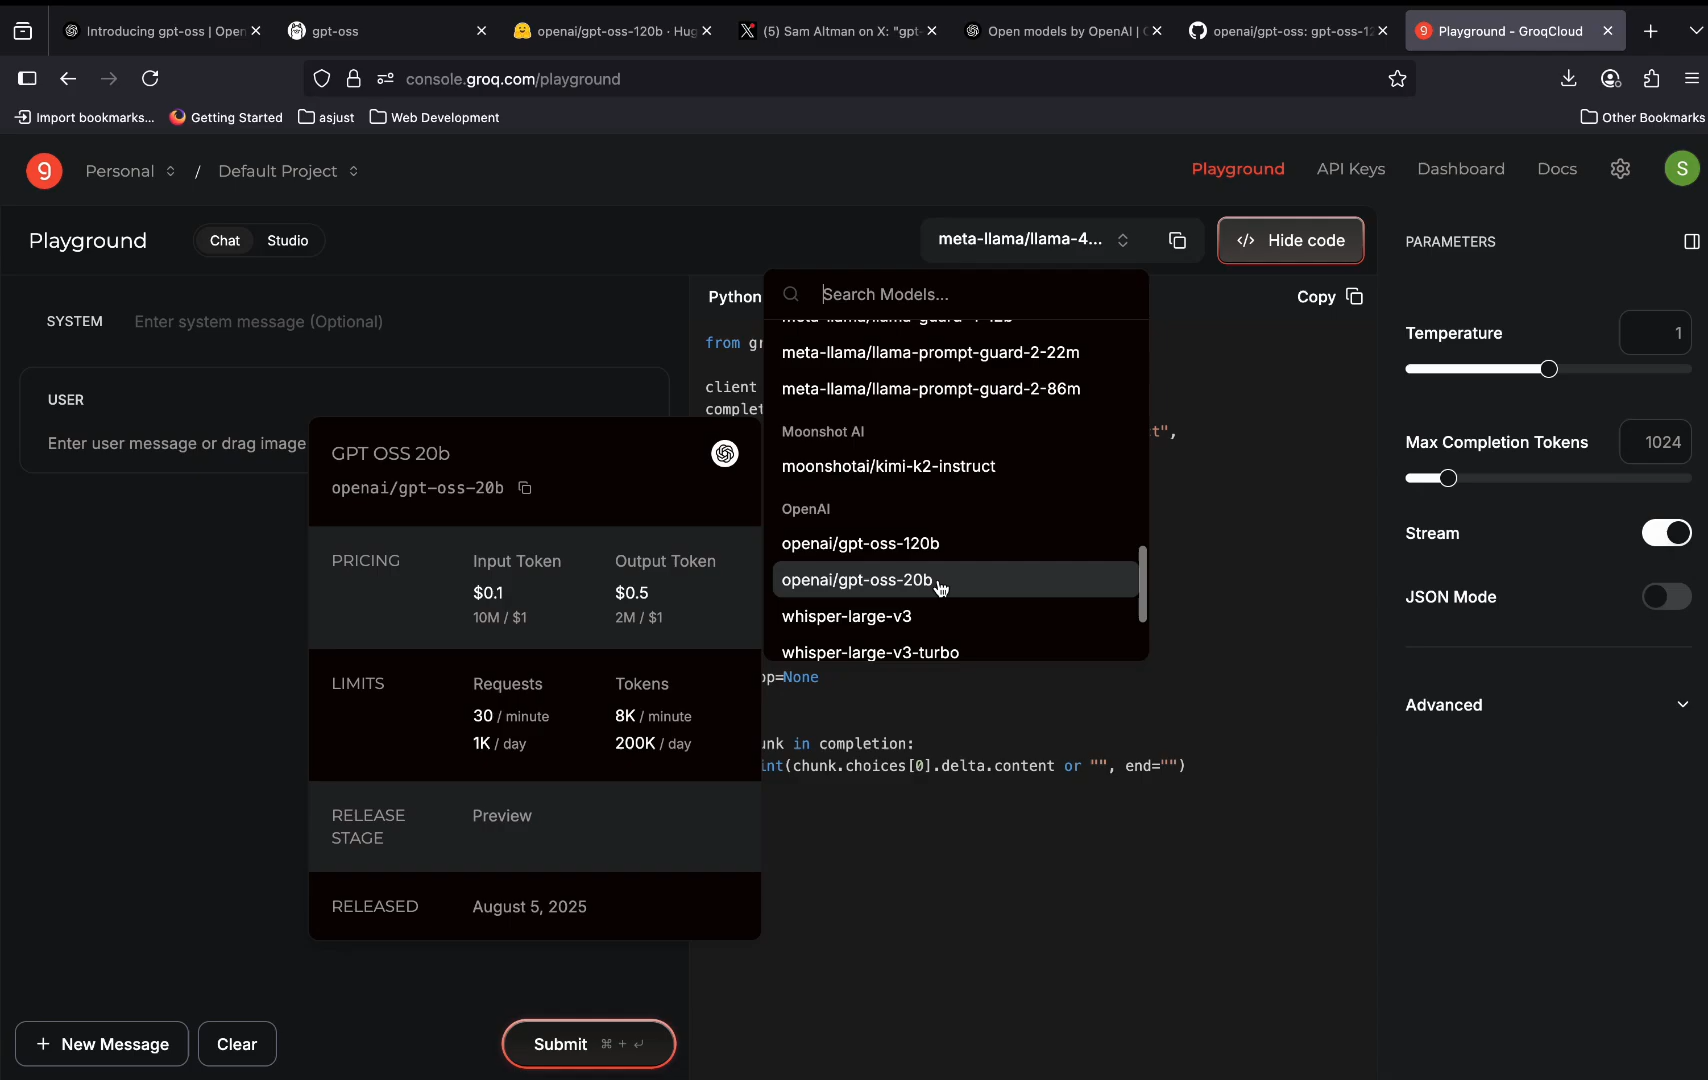 Introducing gpt-oss | Open
gpt-oss
openai/gpt-oss-120b · Hug
(5) Sam Altman on X: "gpt-
Open models by OpenAI |
openai/gpt-oss: gpt-oss-12
Playground - GroqCloud
console.groq.com/playground
Import bookmarks...
Getting Started
asjust
Web Development
Other Bookmarks
g
Personal / Default Project
Playground
API Keys
Dashboard
Docs
S
Playground
Chat
Studio
meta-llama/llama-4...
</> Hide code
PARAMETERS
SYSTEM
Enter system message (Optional)
Python
Search Models...
Copy
from gr
client
complet
t",
USER
Enter user message or drag image
meta-llama/llama-prompt-guard-2-22m
meta-llama/llama-prompt-guard-2-86m
Moonshot AI
moonshotai/kimi-k2-instruct
OpenAI
openai/gpt-oss-120b
openai/gpt-oss-20b
whisper-large-v3
whisper-large-v3-turbo
GPT OSS 20b
openai/gpt-oss-20b
PRICING
Input Token
Output Token
$0.1
$0.5
10M / $1
2M / $1
LIMITS
Requests
Tokens
30 / minute
8K / minute
1K / day
200K / day
RELEASE STAGE
Preview
RELEASED
August 5, 2025
op=None
unk in completion:
int(chunk.choices[0].delta.content or "", end="")
Temperature
1
Max Completion Tokens
1024
Stream
JSON Mode
Advanced
+ New Message
Clear
Submit ⌘ + ↵